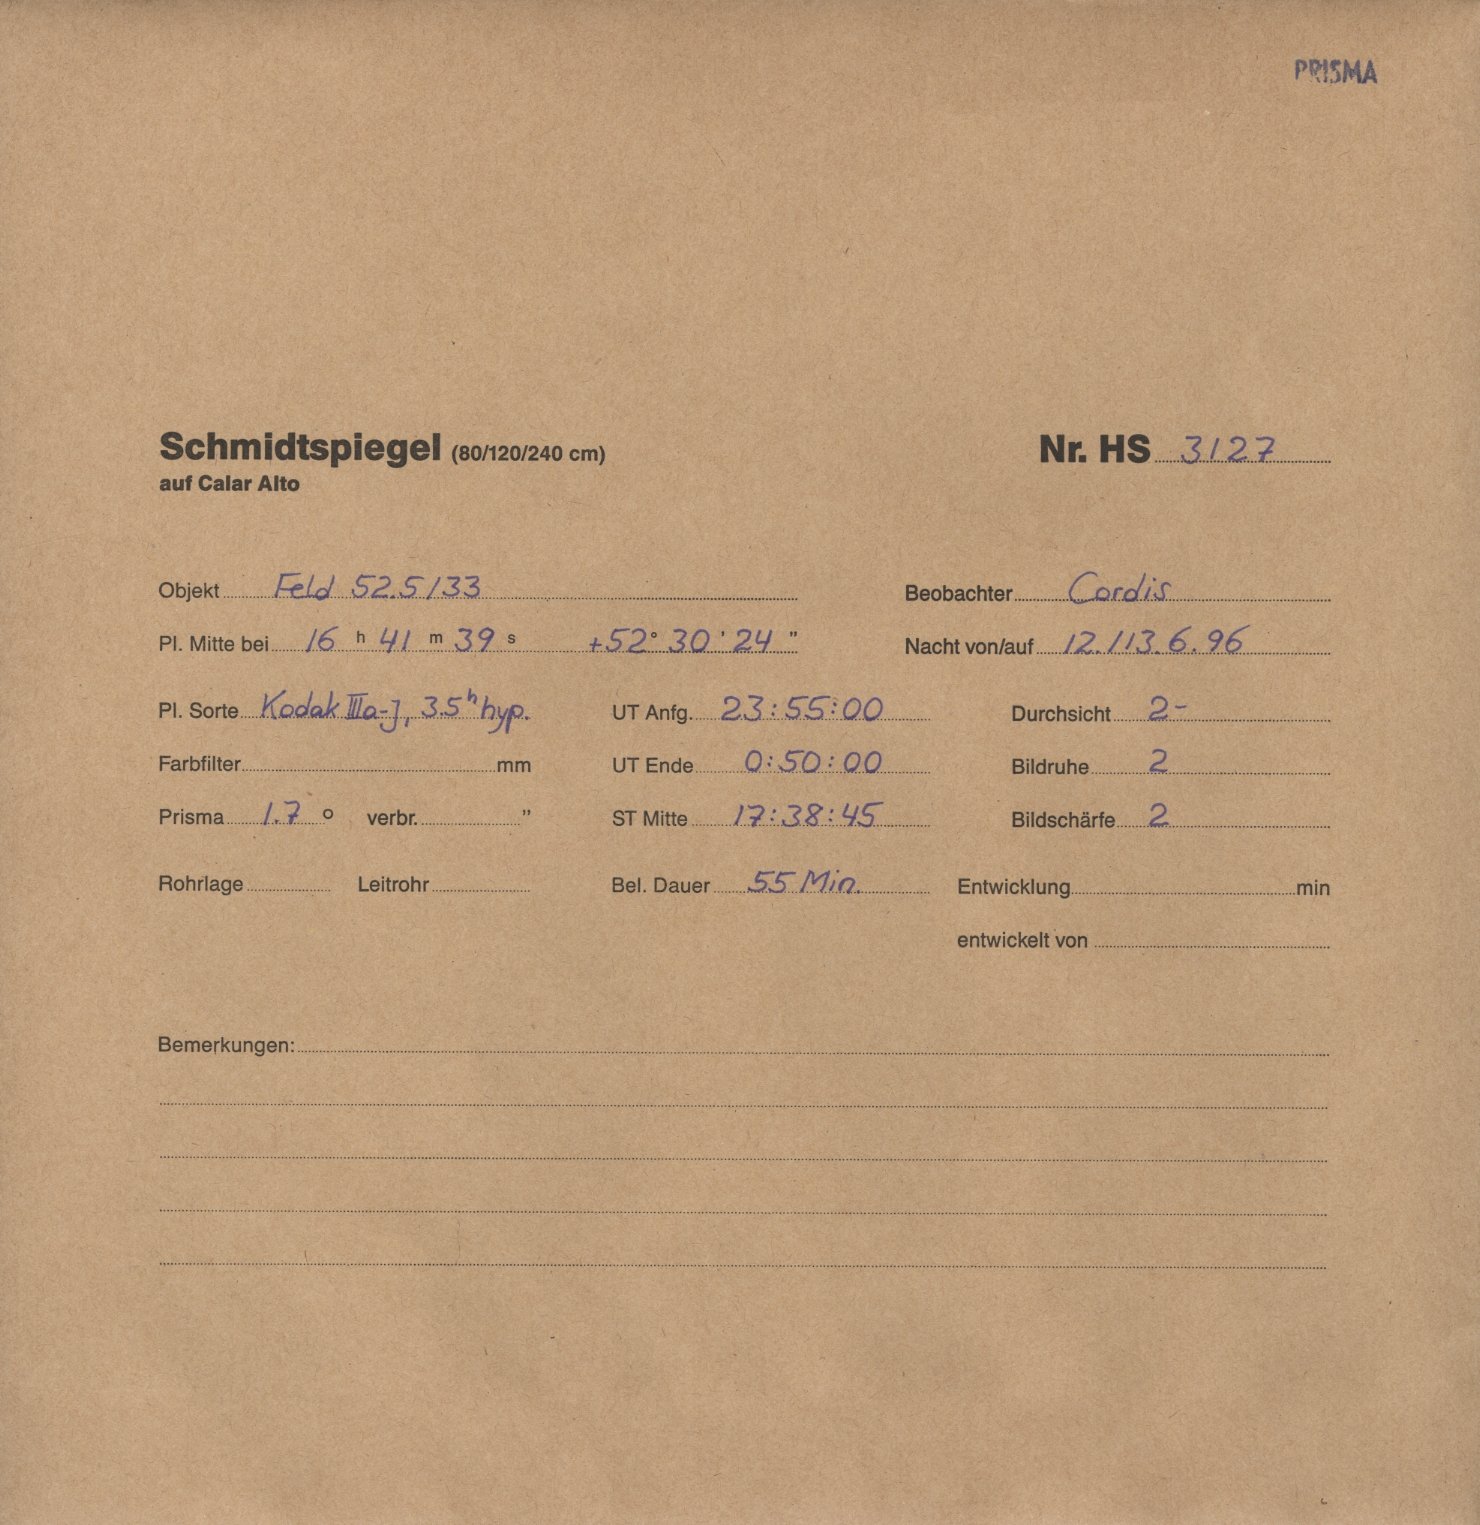 PRISMA
Schmidtspiegel (80/120/240 cm)
auf Calar Alto
Nr. HS 3127
Objekt Feld 52.5/33
Beobachter Cordis
Pl. Mitte bei 16 h 41 m 39 s +52° 30 ' 24 "
Nacht von/auf 12./13.6.96
Pl. Sorte Kodak IIIa-J, 3.5h hyp.
UT Anfg. 23:55:00
Durchsicht 2-
Farbfilter mm
UT Ende 0:50:00
Bildruhe 2
Prisma 1.7 ° verbr. "
ST Mitte 17:38:45
Bildschärfe 2
Rohrlage Leitrohr
Bel. Dauer 55 Min.
Entwicklung min
entwickelt von
Bemerkungen: